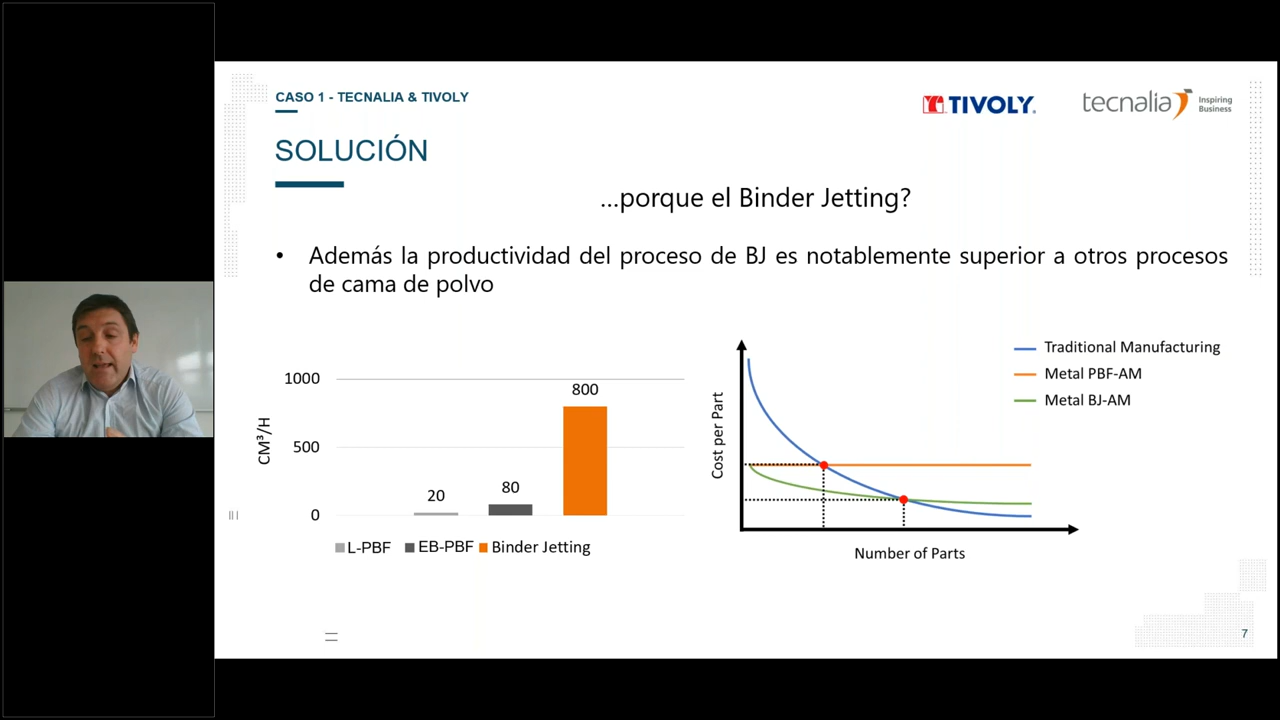 CASO 1 - TECNALIA & TIVOLY
TIVOLY
tecnalia Inspiring
Business
SOLUCIÓN
...porque el Binder Jetting?
• Además la productividad del proceso de BJ es notablemente superior a otros procesos
de cama de polvo
CM³/H
1000
500
0
20
80
800
L-PBF EB-PBF Binder Jetting
Cost per Part
Number of Parts
Traditional Manufacturing
Metal PBF-AM
Metal BJ-AM
7